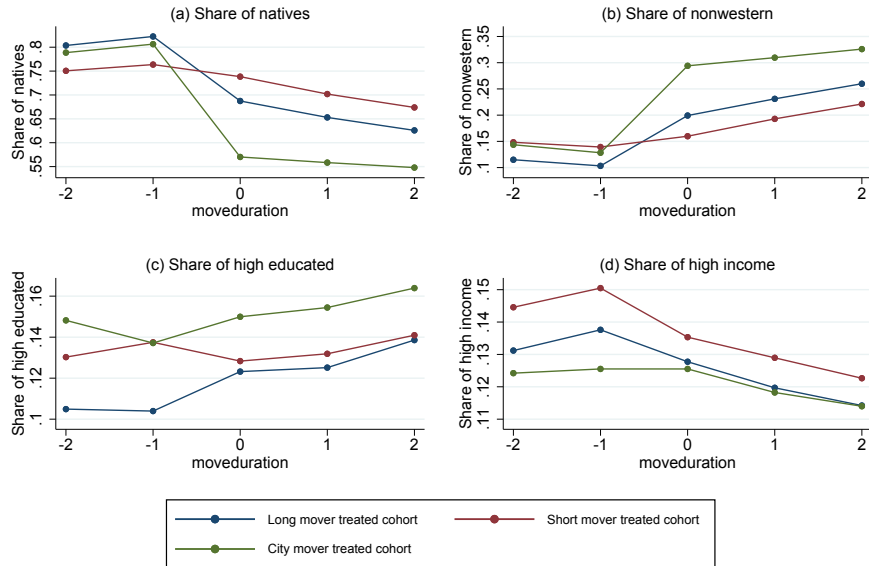 (a) Share of natives
Share of natives
.55 .6 .65 .7 .75 .8
-2 -1 0 1 2
moveduration
(b) Share of nonwestern
Share of nonwestern
.1 .15 .2 .25 .3 .35
-2 -1 0 1 2
moveduration
(c) Share of high educated
Share of high educated
.1 .12 .14 .16
-2 -1 0 1 2
moveduration
(d) Share of high income
Share of high income
.11 .12 .13 .14 .15
-2 -1 0 1 2
moveduration
Long mover treated cohort
Short mover treated cohort
City mover treated cohort